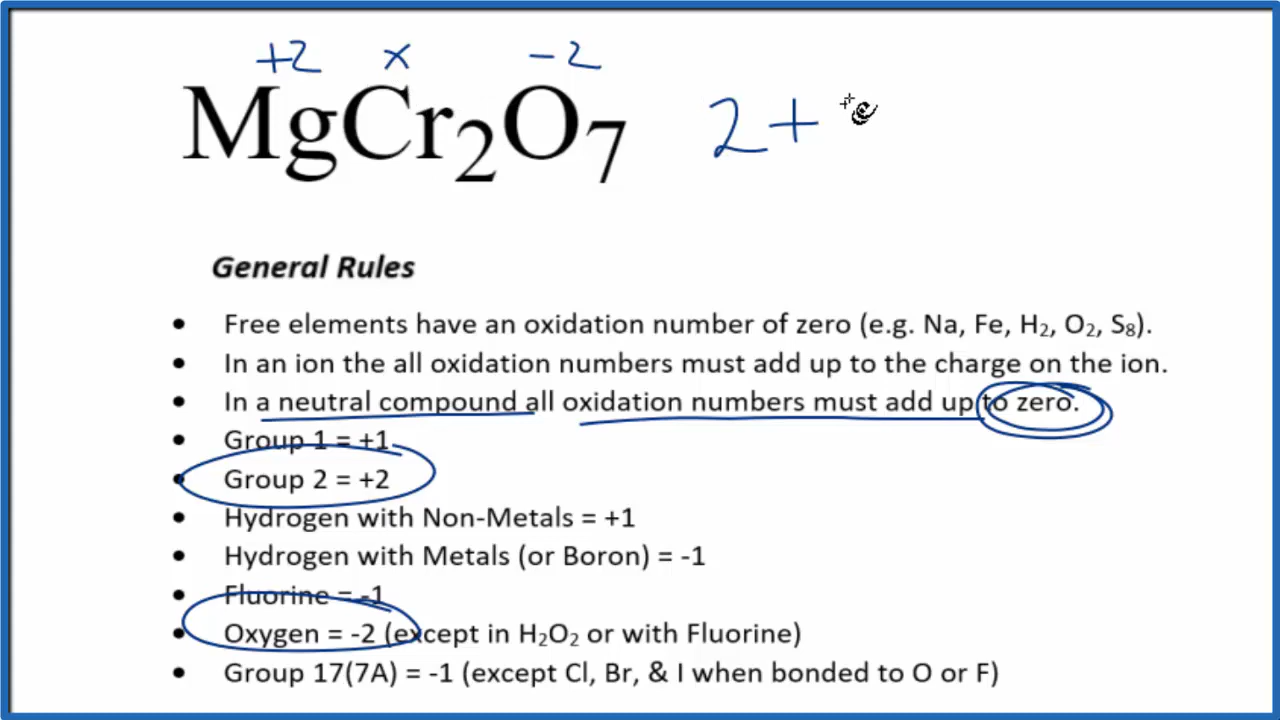 +2 x -2
MgCr₂O₇ 2 +
General Rules
• Free elements have an oxidation number of zero (e.g. Na, Fe, H₂, O₂, S₈).
• In an ion the all oxidation numbers must add up to the charge on the ion.
• In a neutral compound all oxidation numbers must add up to zero.
• Group 1 = +1
• Group 2 = +2
• Hydrogen with Non-Metals = +1
• Hydrogen with Metals (or Boron) = -1
• Fluorine = -1
• Oxygen = -2 (except in H₂O₂ or with Fluorine)
• Group 17(7A) = -1 (except Cl, Br, & I when bonded to O or F)